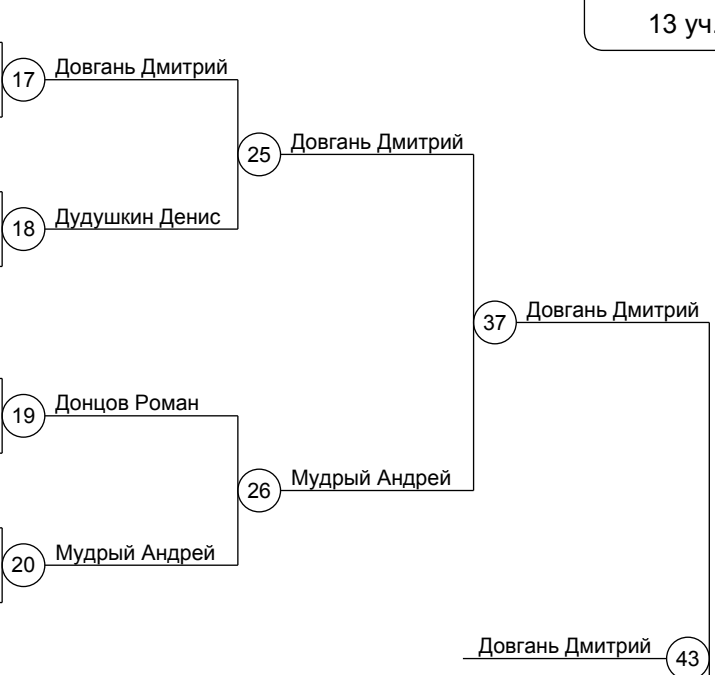 13 уч.
17 Довгань Дмитрий
25 Довгань Дмитрий
18 Дудушкин Денис
37 Довгань Дмитрий
19 Донцов Роман
26 Мудрый Андрей
20 Мудрый Андрей
Довгань Дмитрий 43